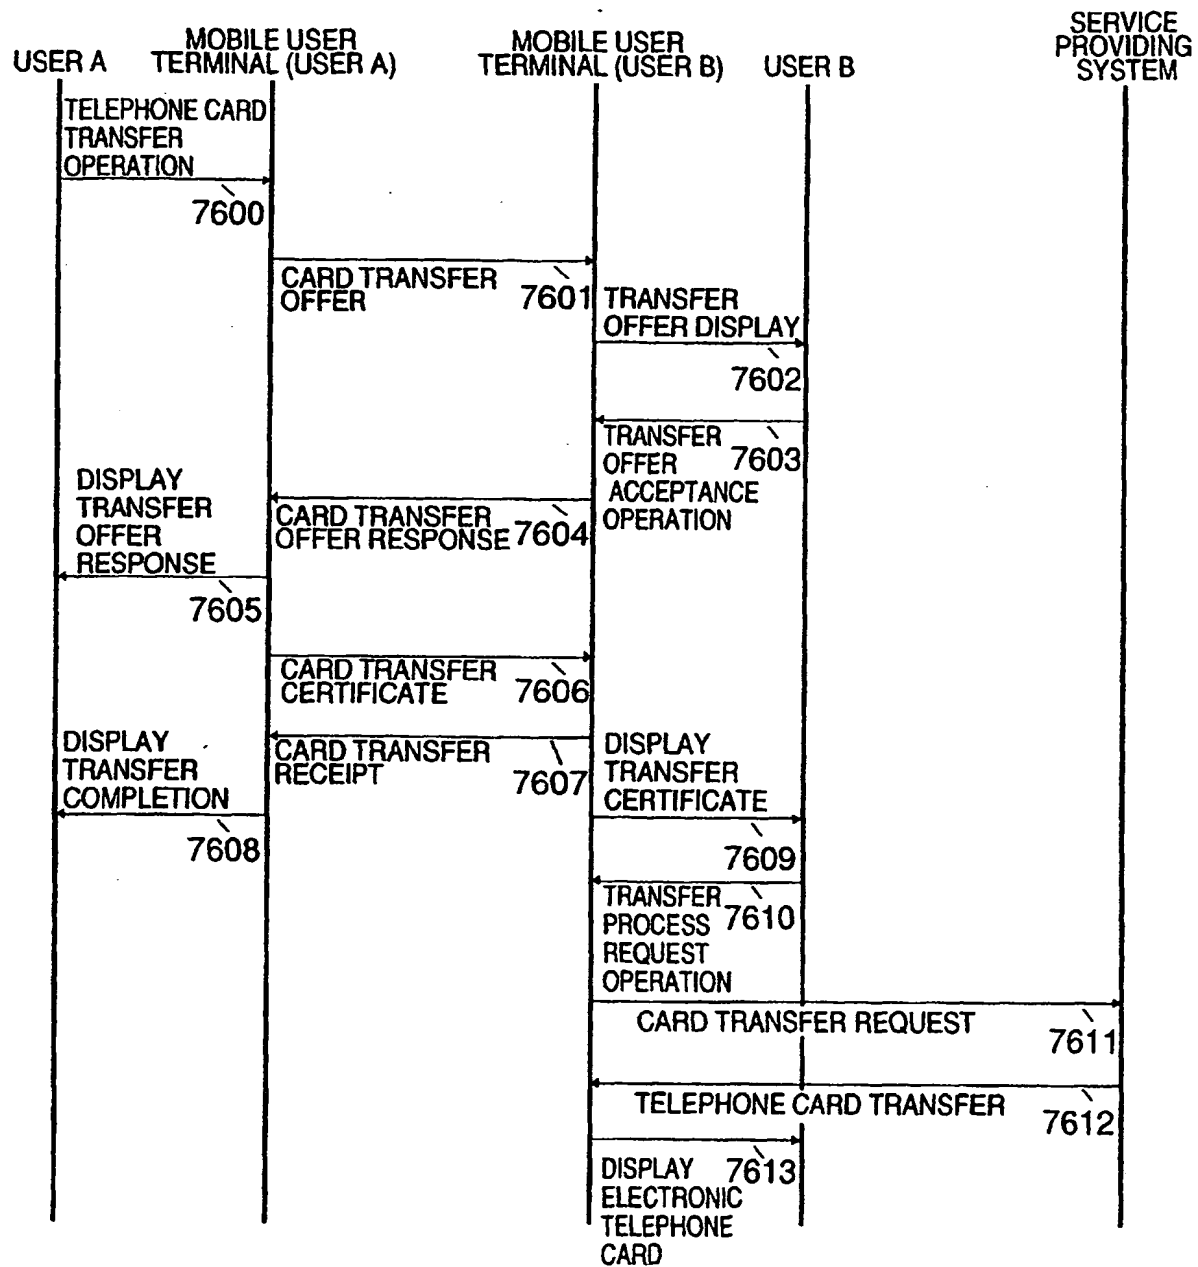 USER A
MOBILE USER
TERMINAL (USER A)
MOBILE USER
TERMINAL (USER B)
USER B
SERVICE
PROVIDING
SYSTEM
TELEPHONE CARD
TRANSFER
OPERATION
7600
CARD TRANSFER
OFFER
7601
TRANSFER
OFFER DISPLAY
7602
TRANSFER
OFFER
ACCEPTANCE
OPERATION
7603
CARD TRANSFER
OFFER RESPONSE
7604
DISPLAY
TRANSFER
OFFER
RESPONSE
7605
CARD TRANSFER
CERTIFICATE
7606
CARD TRANSFER
RECEIPT
7607
DISPLAY
TRANSFER
COMPLETION
7608
DISPLAY
TRANSFER
CERTIFICATE
7609
TRANSFER
PROCESS
REQUEST
OPERATION
7610
CARD TRANSFER REQUEST
7611
TELEPHONE CARD TRANSFER
7612
DISPLAY
ELECTRONIC
TELEPHONE
CARD
7613